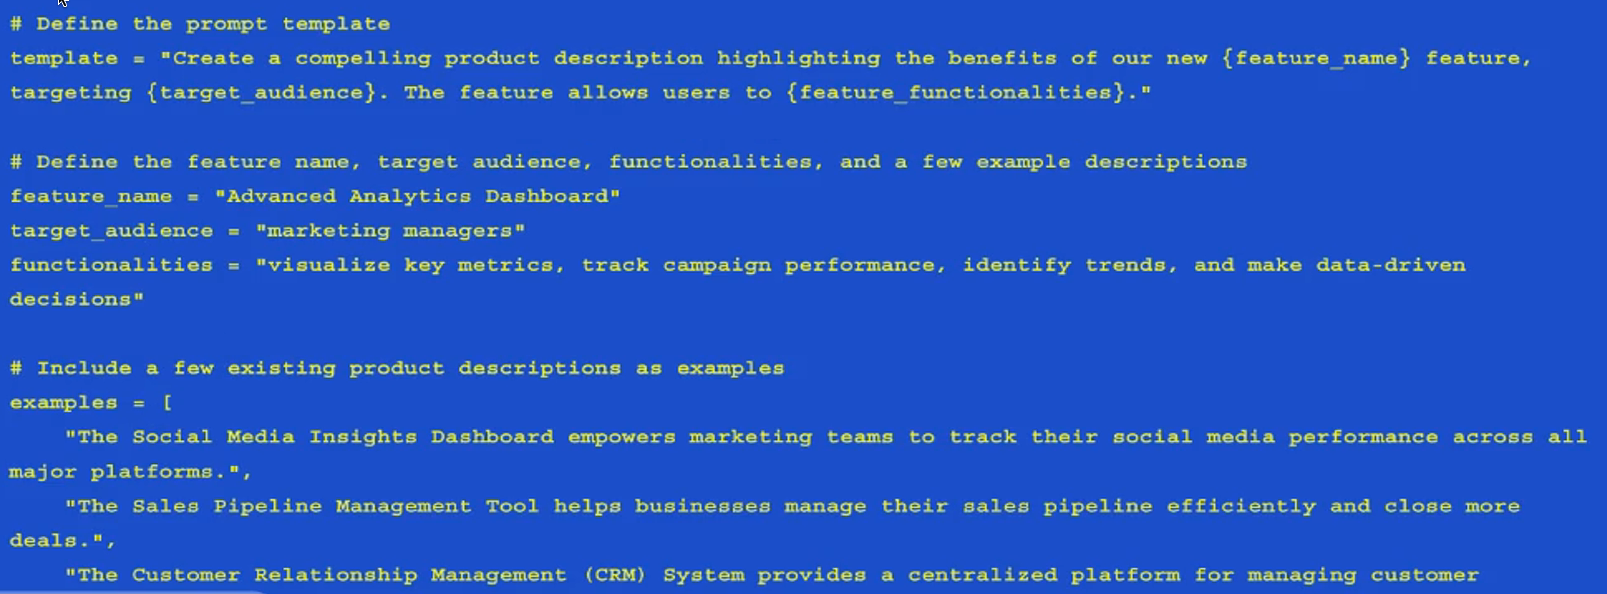 # Define the prompt template
template = "Create a compelling product description highlighting the benefits of our new {feature_name} feature,
targeting {target_audience}. The feature allows users to {feature_functionalities}."
# Define the feature name, target audience, functionalities, and a few example descriptions
feature_name = "Advanced Analytics Dashboard"
target_audience = "marketing managers"
functionalities = "visualize key metrics, track campaign performance, identify trends, and make data-driven
decisions"
# Include a few existing product descriptions as examples
examples = [
    "The Social Media Insights Dashboard empowers marketing teams to track their social media performance across all
major platforms.",
    "The Sales Pipeline Management Tool helps businesses manage their sales pipeline efficiently and close more
deals.",
    "The Customer Relationship Management (CRM) System provides a centralized platform for managing customer